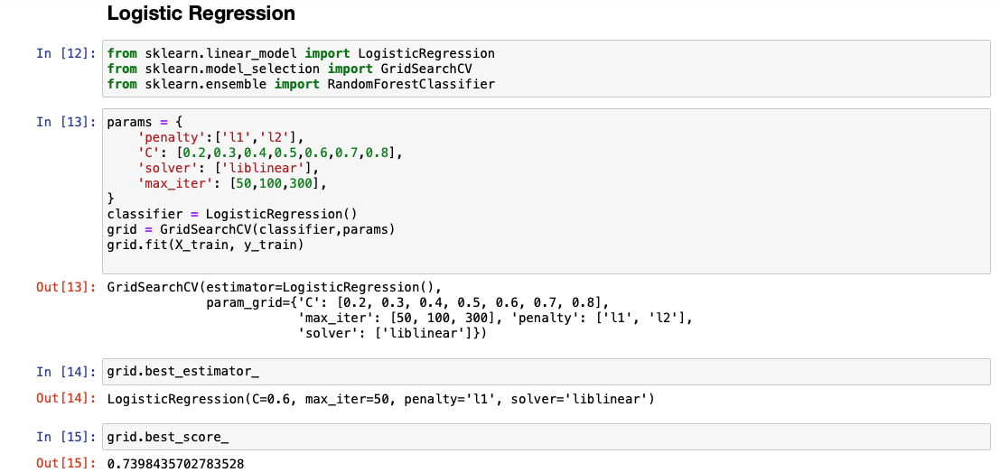 Logistic Regression
In [12]: from sklearn.linear_model import LogisticRegression
from sklearn.model_selection import GridSearchCV
from sklearn.ensemble import RandomForestClassifier
In [13]: params = {
    'penalty':['l1','l2'],
    'C': [0.2,0.3,0.4,0.5,0.6,0.7,0.8],
    'solver': ['liblinear'],
    'max_iter': [50,100,300],
}
classifier = LogisticRegression()
grid = GridSearchCV(classifier,params)
grid.fit(X_train, y_train)
Out[13]: GridSearchCV(estimator=LogisticRegression(),
             param_grid={'C': [0.2, 0.3, 0.4, 0.5, 0.6, 0.7, 0.8],
                         'max_iter': [50, 100, 300], 'penalty': ['l1', 'l2'],
                         'solver': ['liblinear']})
In [14]: grid.best_estimator_
Out[14]: LogisticRegression(C=0.6, max_iter=50, penalty='l1', solver='liblinear')
In [15]: grid.best_score_
Out[15]: 0.7398435702783528